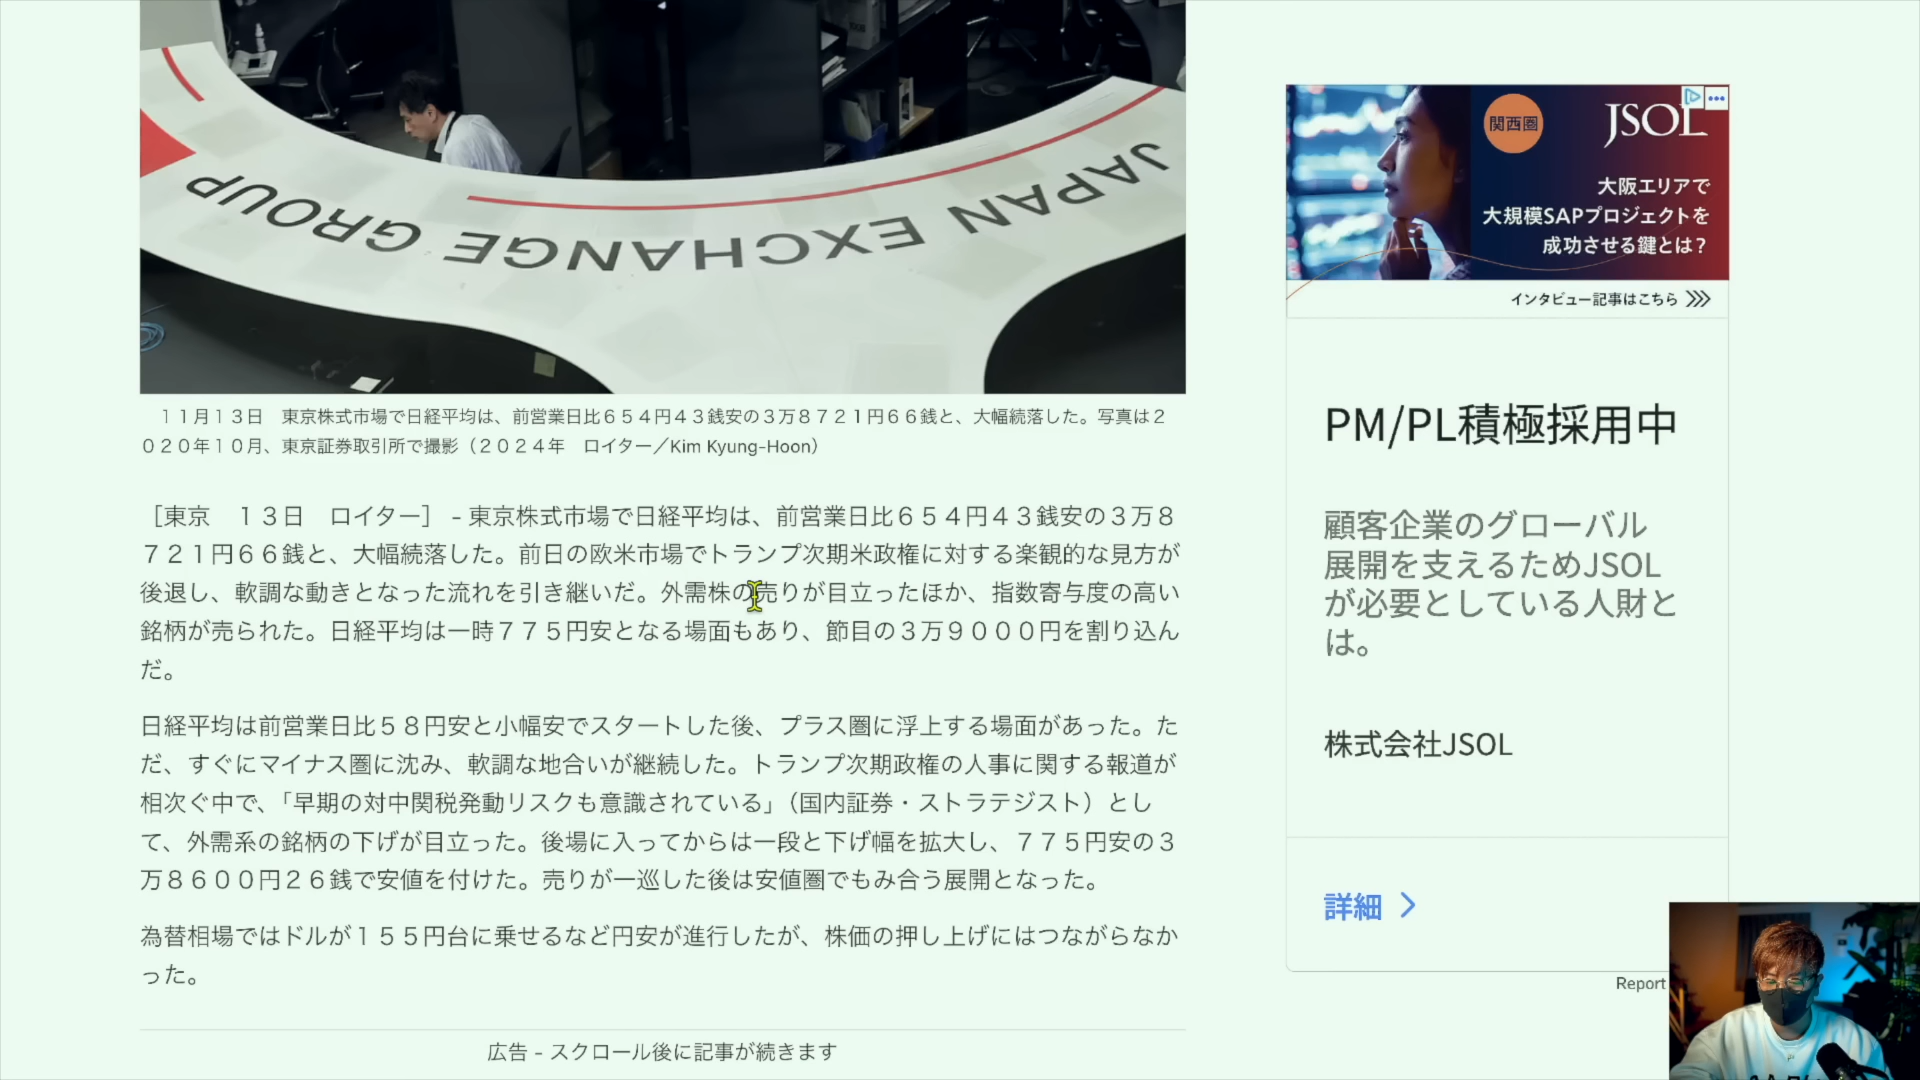 JAPAN EXCHANGE GROUP
１１月１３日　東京株式市場で日経平均は、前営業日比６５４円４３銭安の３万８７２１円６６銭と、大幅続落した。写真は２
０２０年１０月、東京証券取引所で撮影（２０２４年　ロイター／Kim Kyung-Hoon）
［東京　１３日　ロイター］ - 東京株式市場で日経平均は、前営業日比６５４円４３銭安の３万８
７２１円６６銭と、大幅続落した。前日の欧米市場でトランプ次期米政権に対する楽観的な見方が
後退し、軟調な動きとなった流れを引き継いだ。外需株の売りが目立ったほか、指数寄与度の高い
銘柄が売られた。日経平均は一時７７５円安となる場面もあり、節目の３万９０００円を割り込ん
だ。
日経平均は前営業日比５８円安と小幅安でスタートした後、プラス圏に浮上する場面があった。た
だ、すぐにマイナス圏に沈み、軟調な地合いが継続した。トランプ次期政権の人事に関する報道が
相次ぐ中で、「早期の対中関税発動リスクも意識されている」（国内証券・ストラテジスト）とし
て、外需系の銘柄の下げが目立った。後場に入ってからは一段と下げ幅を拡大し、７７５円安の３
万８６００円２６銭で安値を付けた。売りが一巡した後は安値圏でもみ合う展開となった。
為替相場ではドルが１５５円台に乗せるなど円安が進行したが、株価の押し上げにはつながらなか
った。
広告 - スクロール後に記事が続きます
関西圏
JSOL
大阪エリアで
大規模SAPプロジェクトを
成功させる鍵とは？
インタビュー記事はこちら
PM/PL積極採用中
顧客企業のグローバル
展開を支えるためJSOL
が必要としている人財と
は。
株式会社JSOL
詳細
Report